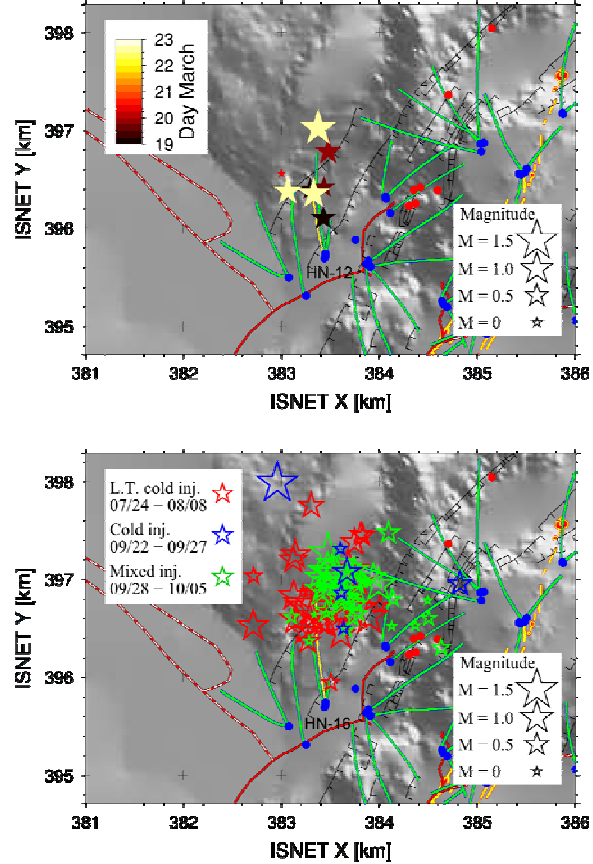 398
397
396
395
ISNET Y [km]
23
22
21
20
19
Day March
HN-12
Magnitude
M = 1.5
M = 1.0
M = 0.5
M = 0
381
382
383
384
385
386
ISNET X [km]
398
397
396
395
ISNET Y [km]
L.T. cold inj.
07/24 – 08/08
Cold inj.
09/22 – 09/27
Mixed inj.
09/28 – 10/05
HN-16
Magnitude
M = 1.5
M = 1.0
M = 0.5
M = 0
381
382
383
384
385
386
ISNET X [km]